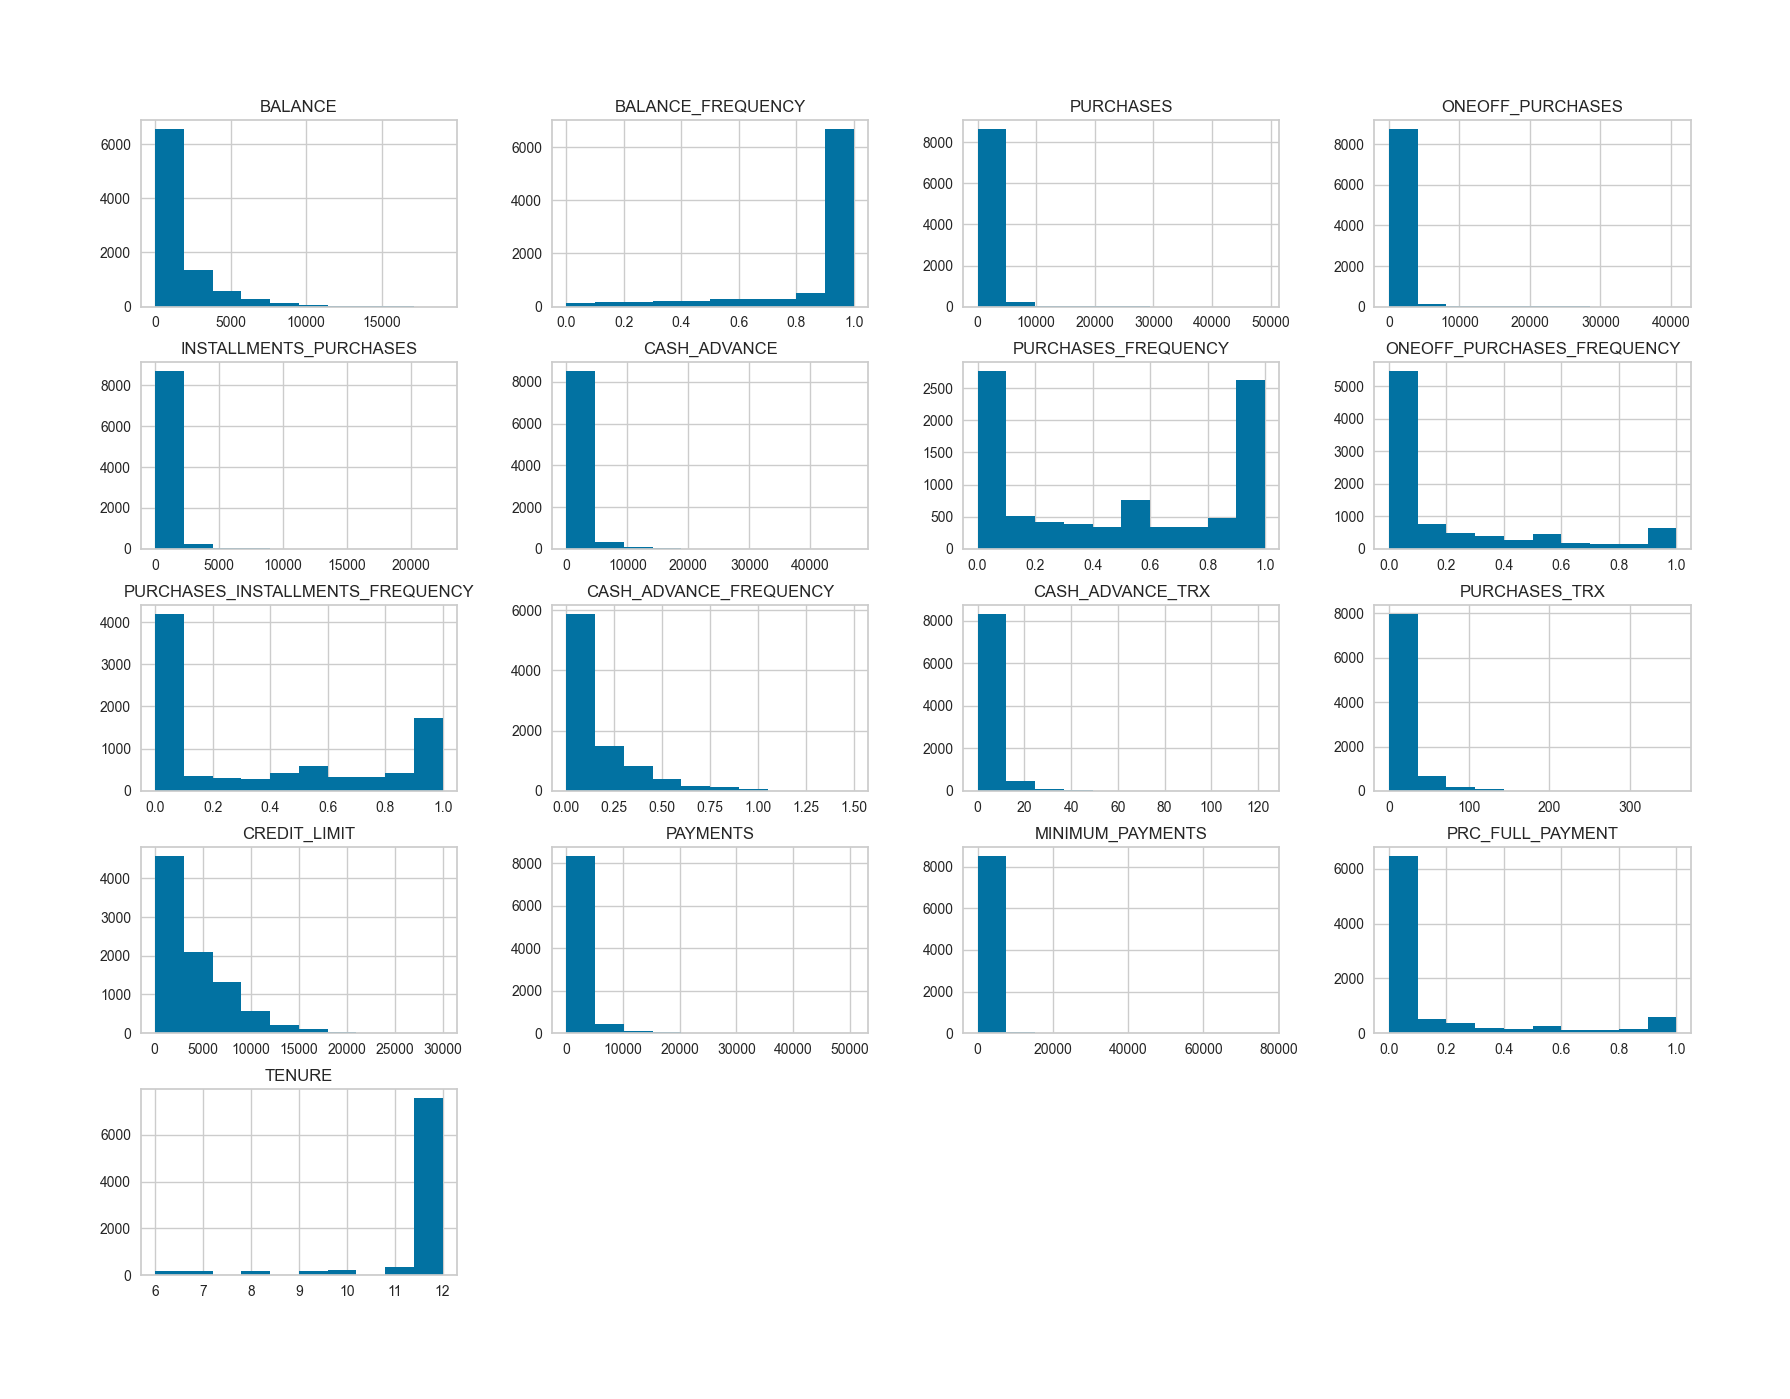 BALANCE
6000
4000
2000
0
0 5000 10000 15000
BALANCE_FREQUENCY
6000
4000
2000
0
0.0 0.2 0.4 0.6 0.8 1.0
PURCHASES
8000
6000
4000
2000
0
0 10000 20000 30000 40000 50000
ONEOFF_PURCHASES
8000
6000
4000
2000
0
0 10000 20000 30000 40000
INSTALLMENTS_PURCHASES
8000
6000
4000
2000
0
0 5000 10000 15000 20000
CASH_ADVANCE
8000
6000
4000
2000
0
0 10000 20000 30000 40000
PURCHASES_FREQUENCY
2500
2000
1500
1000
500
0
0.0 0.2 0.4 0.6 0.8 1.0
ONEOFF_PURCHASES_FREQUENCY
5000
4000
3000
2000
1000
0
0.0 0.2 0.4 0.6 0.8 1.0
PURCHASES_INSTALLMENTS_FREQUENCY
4000
3000
2000
1000
0
0.0 0.2 0.4 0.6 0.8 1.0
CASH_ADVANCE_FREQUENCY
6000
4000
2000
0
0.00 0.25 0.50 0.75 1.00 1.25 1.50
CASH_ADVANCE_TRX
8000
6000
4000
2000
0
0 20 40 60 80 100 120
PURCHASES_TRX
8000
6000
4000
2000
0
0 100 200 300
CREDIT_LIMIT
4000
3000
2000
1000
0
0 5000 10000 15000 20000 25000 30000
PAYMENTS
8000
6000
4000
2000
0
0 10000 20000 30000 40000 50000
MINIMUM_PAYMENTS
8000
6000
4000
2000
0
0 20000 40000 60000 80000
PRC_FULL_PAYMENT
6000
4000
2000
0
0.0 0.2 0.4 0.6 0.8 1.0
TENURE
6000
4000
2000
0
6 7 8 9 10 11 12